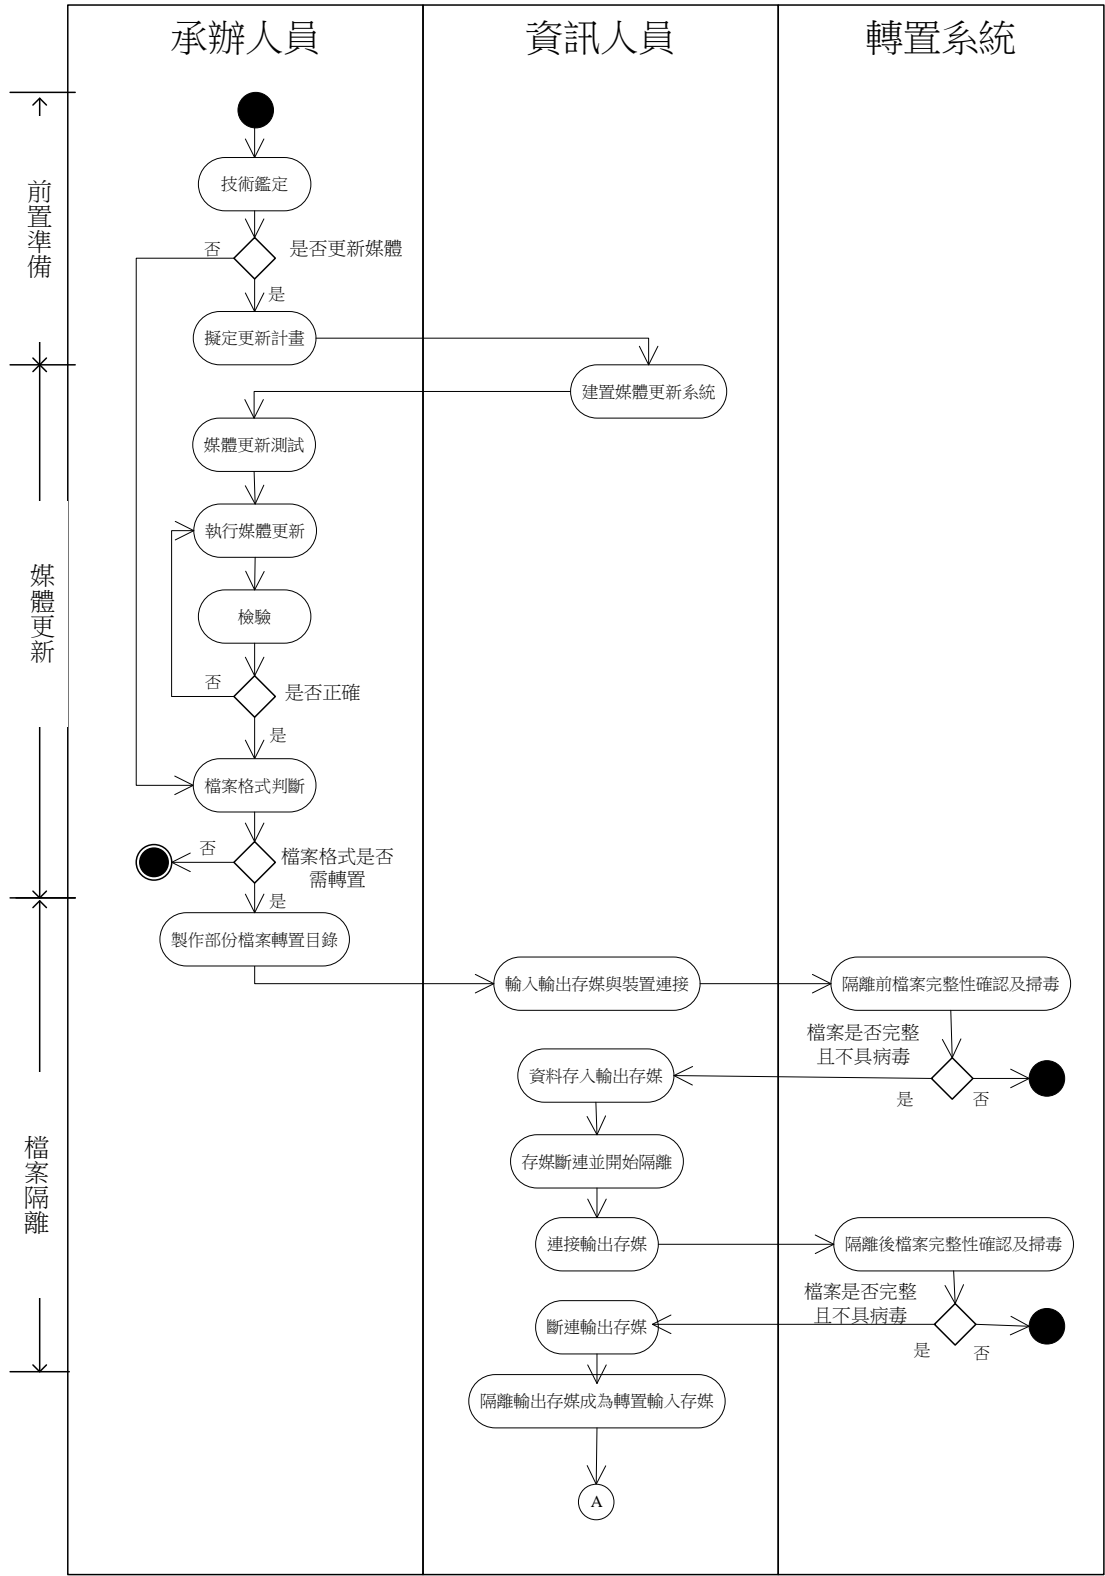 承辦人員
資訊人員
轉置系統
前置準備
技術鑑定
是否更新媒體
否
是
擬定更新計畫
建置媒體更新系統
媒體更新
媒體更新測試
執行媒體更新
檢驗
是否正確
否
是
檔案格式判斷
檔案格式是否
需轉置
否
是
檔案隔離
製作部份檔案轉置目錄
輸入輸出存媒與裝置連接
隔離前檔案完整性確認及掃毒
檔案是否完整
且不具病毒
是
否
資料存入輸出存媒
存媒斷連並開始隔離
連接輸出存媒
隔離後檔案完整性確認及掃毒
檔案是否完整
且不具病毒
是
否
斷連輸出存媒
隔離輸出存媒成為轉置輸入存媒
A